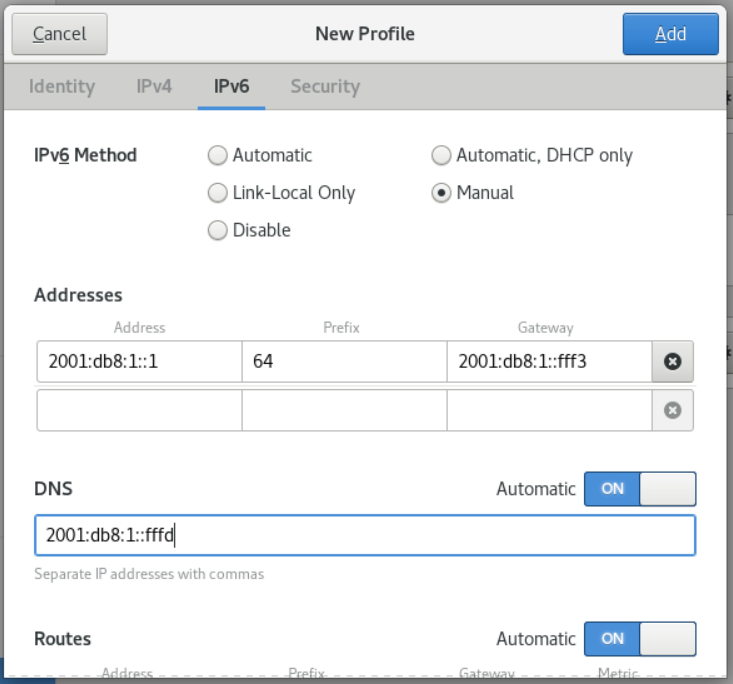 Cancel New Profile Add
Identity IPv4 IPv6 Security
IPv6 Method Automatic Automatic, DHCP only
Link-Local Only Manual
Disable
Addresses
Address Prefix Gateway
2001:db8:1::1 64 2001:db8:1::fff3
DNS Automatic ON
2001:db8:1::fffd
Separate IP addresses with commas
Routes Automatic ON
Address Prefix Gateway Metric